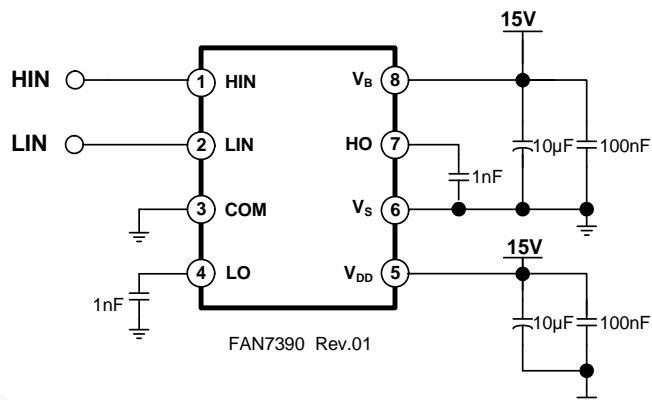 15V
HIN 1 HIN V_B 8
LIN 2 LIN HO 7 10µF 100nF
1nF
3 COM V_S 6
15V
4 LO V_DD 5
1nF 10µF 100nF
FAN7390 Rev.01